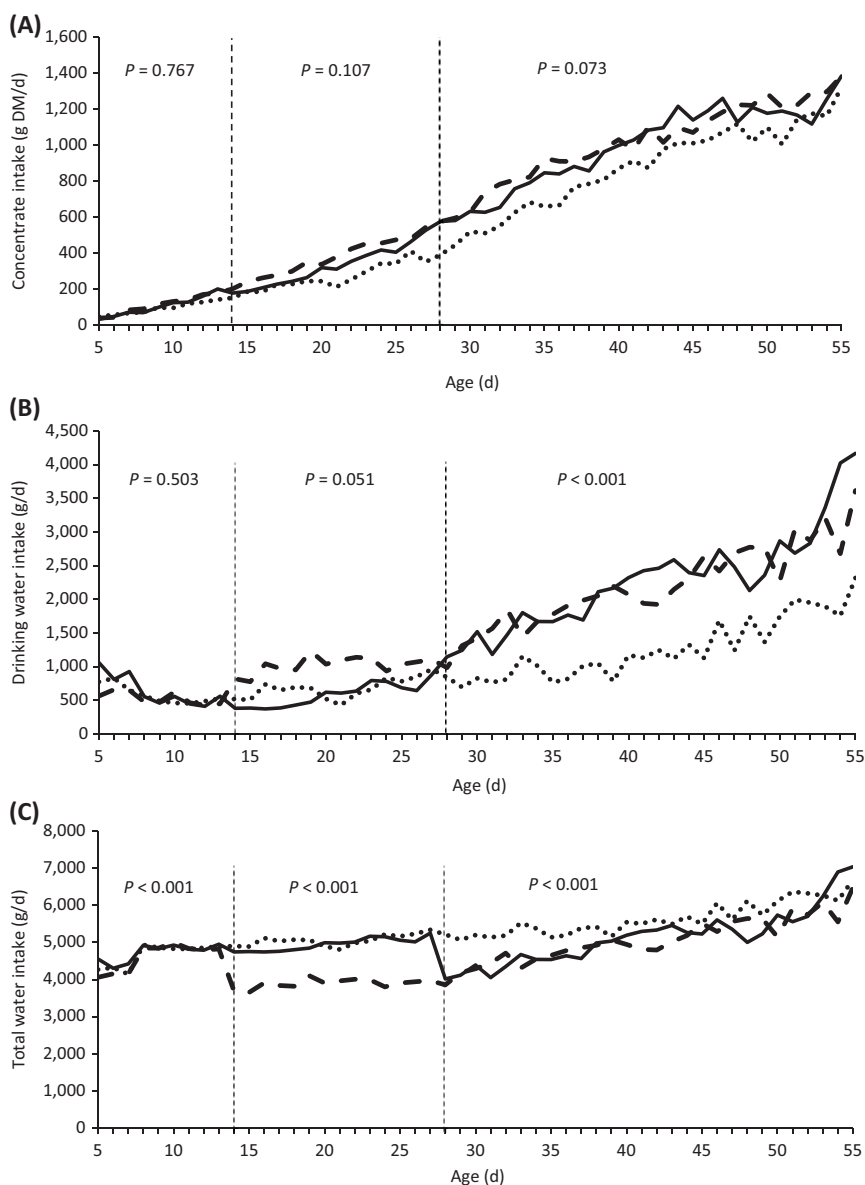 (A)
1,600
1,400
1,200
1,000
800
600
400
200
0
Concentrate intake (g DM/d)
P = 0.767 P = 0.107 P = 0.073
5 10 15 20 25 30 35 40 45 50 55
Age (d)
(B)
4,500
4,000
3,500
3,000
2,500
2,000
1,500
1,000
500
0
Drinking water intake (g/d)
P = 0.503 P = 0.051 P < 0.001
5 10 15 20 25 30 35 40 45 50 55
Age (d)
(C)
8,000
7,000
6,000
5,000
4,000
3,000
2,000
1,000
0
Total water intake (g/d)
P < 0.001 P < 0.001 P < 0.001
5 10 15 20 25 30 35 40 45 50 55
Age (d)